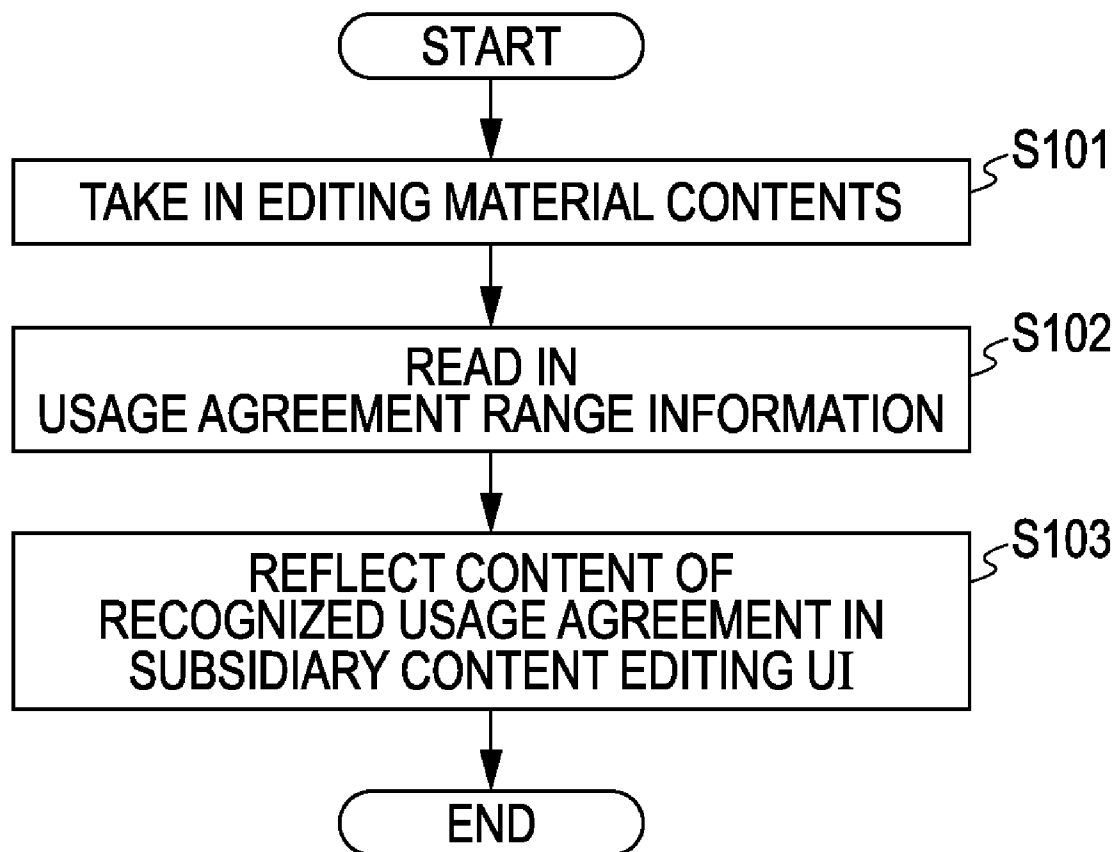 START
S101
TAKE IN EDITING MATERIAL CONTENTS
S102
READ IN
USAGE AGREEMENT RANGE INFORMATION
S103
REFLECT CONTENT OF
RECOGNIZED USAGE AGREEMENT IN
SUBSIDIARY CONTENT EDITING UI
END